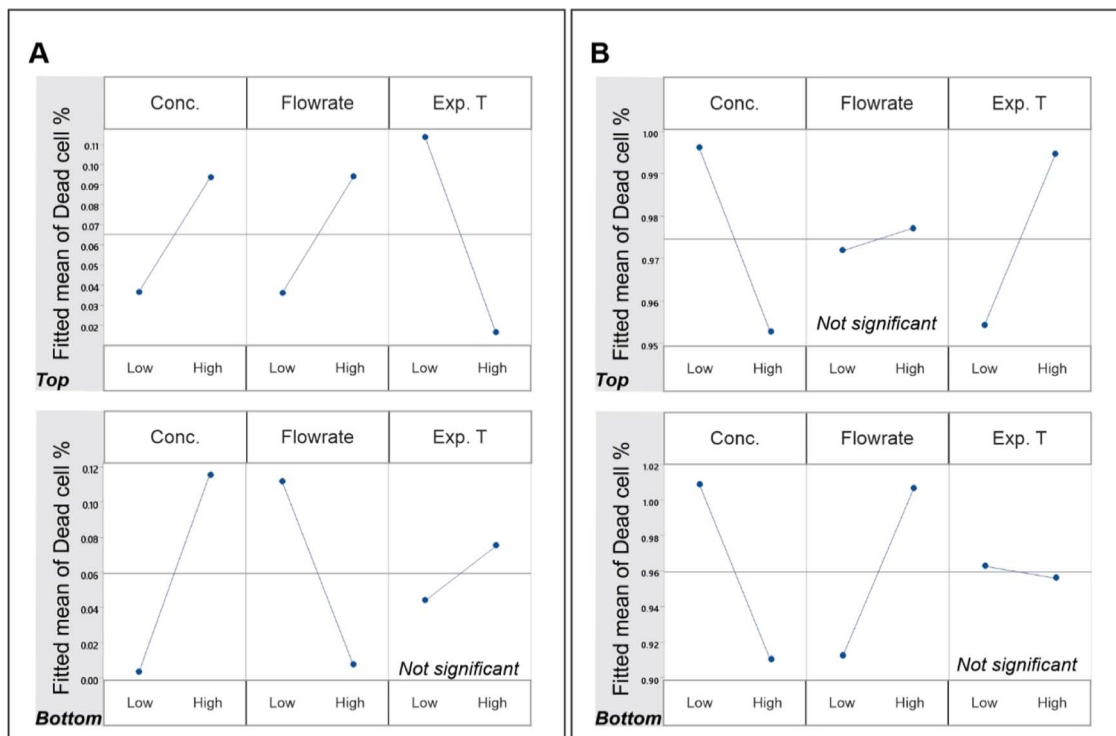 A
Conc. Flowrate Exp. T
Fitted mean of Dead cell %
0.11
0.10
0.09
0.08
0.07
0.06
0.05
0.04
0.03
0.02
Low High Low High Low High
Top
Conc. Flowrate Exp. T
Fitted mean of Dead cell %
0.12
0.10
0.08
0.06
0.04
0.02
0.00
Not significant
Low High Low High Low High
Bottom
B
Conc. Flowrate Exp. T
Fitted mean of Dead cell %
1.00
0.99
0.98
0.97
0.96
0.95
Not significant
Low High Low High Low High
Top
Conc. Flowrate Exp. T
Fitted mean of Dead cell %
1.02
1.00
0.98
0.96
0.94
0.92
0.90
Not significant
Low High Low High Low High
Bottom